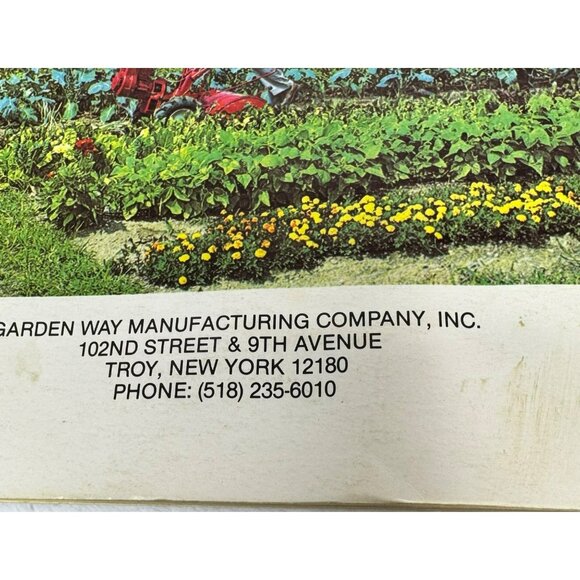 GARDEN WAY MANUFACTURING COMPANY, INC.
102ND STREET & 9TH AVENUE
TROY, NEW YORK 12180
PHONE: (518) 235-6010